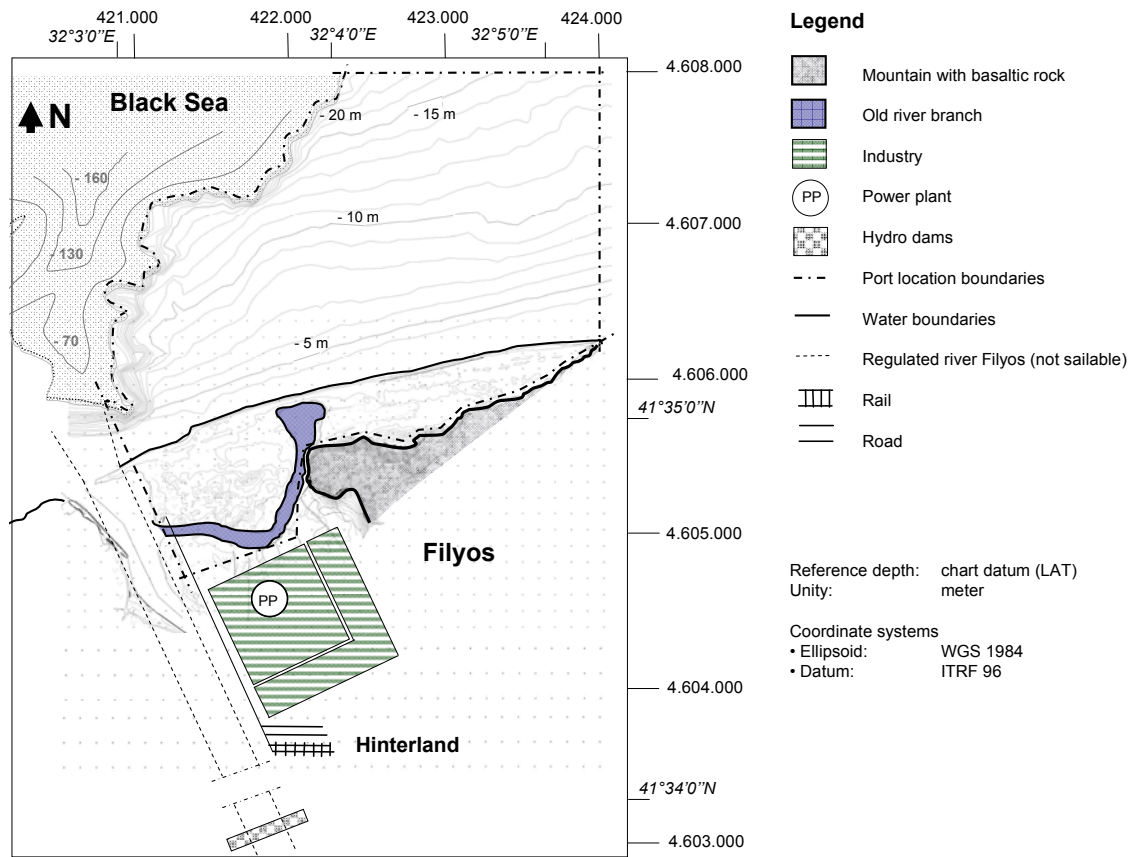 421.000 422.000 423.000 424.000
32°3'0''E 32°4'0''E 32°5'0''E
4.608.000
Black Sea
N
- 20 m - 15 m
- 160
4.607.000
- 10 m
- 130
- 70
- 5 m
4.606.000
41°35'0''N
4.605.000
Filyos
PP
4.604.000
Hinterland
41°34'0''N
4.603.000
Legend
Mountain with basaltic rock
Old river branch
Industry
PP Power plant
Hydro dams
Port location boundaries
Water boundaries
Regulated river Filyos (not sailable)
Rail
Road
Reference depth: chart datum (LAT)
Unity: meter
Coordinate systems
• Ellipsoid: WGS 1984
• Datum: ITRF 96